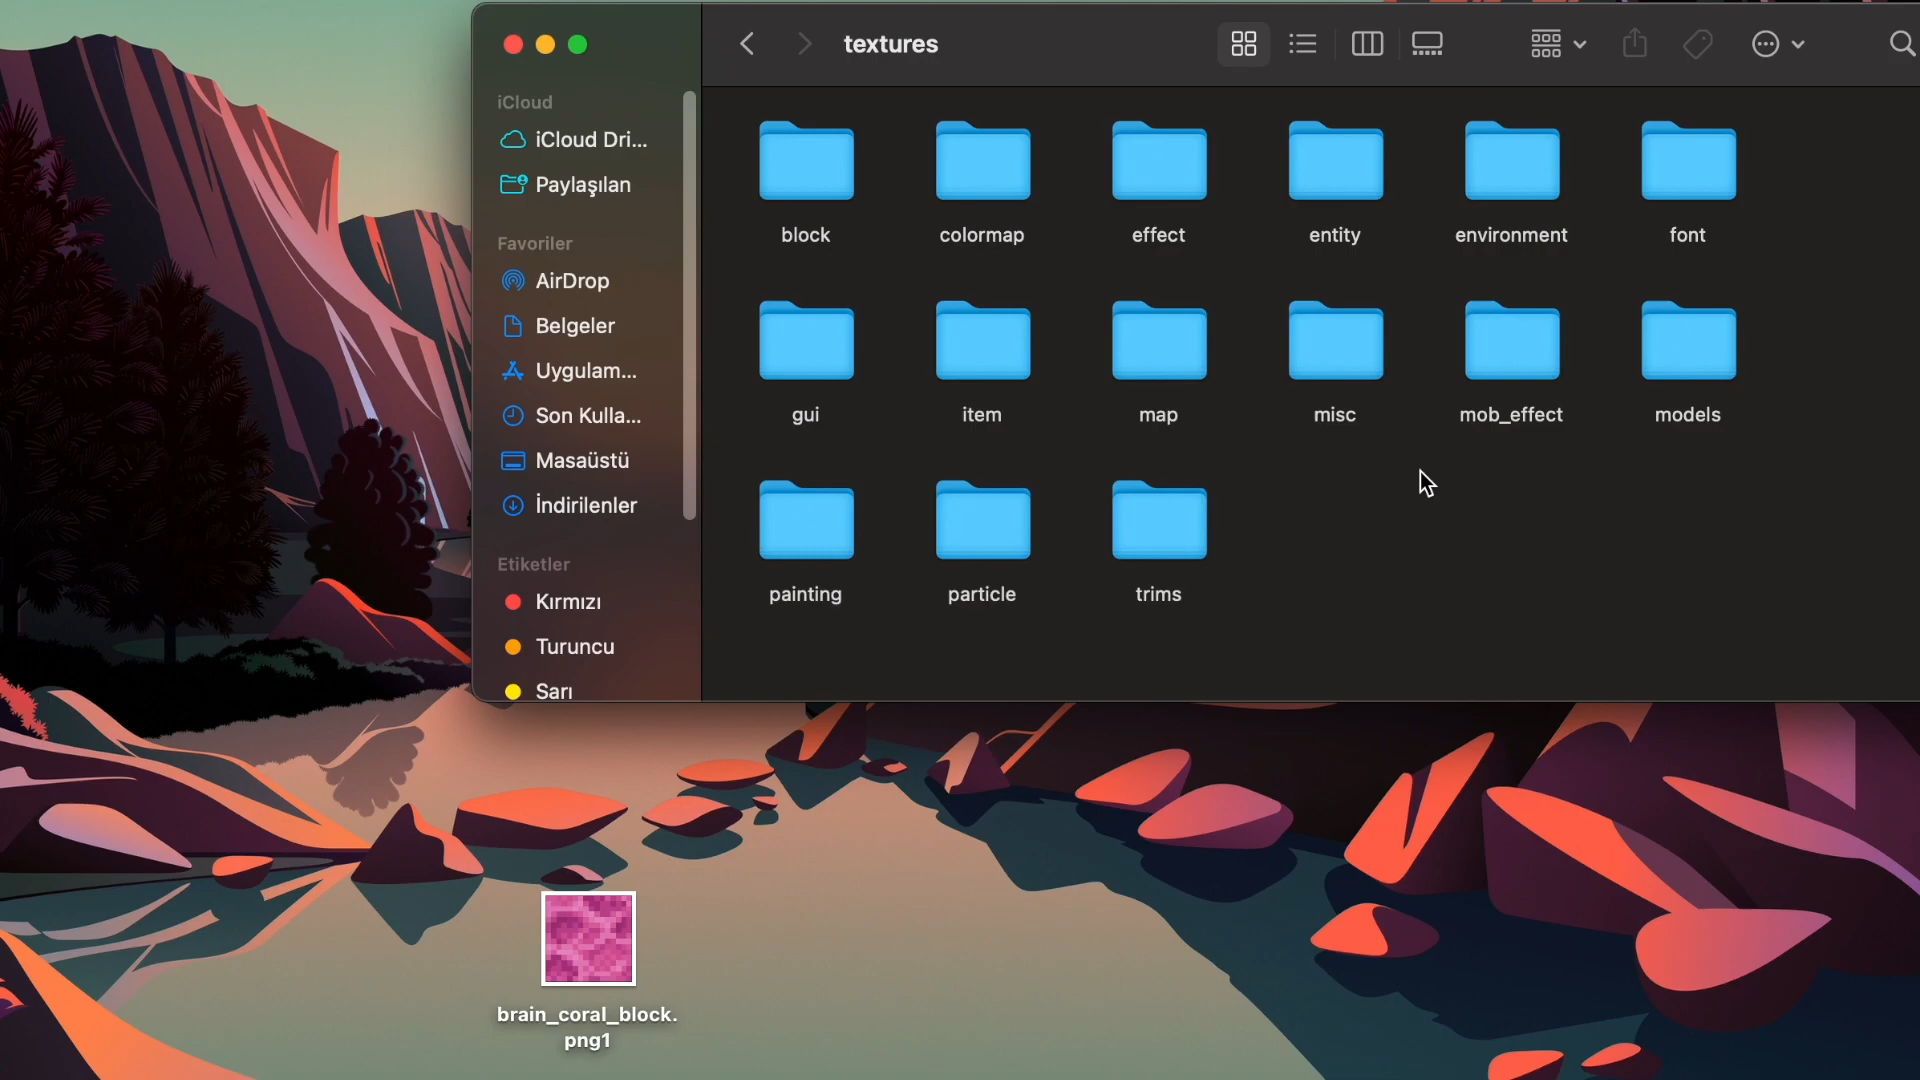 textures
iCloud
iCloud Dri...
Paylaşılan
Favoriler
AirDrop
Belgeler
Uygulam...
Son Kulla...
Masaüstü
İndirilenler
Etiketler
Kırmızı
Turuncu
Sarı
block colormap effect entity environment font
gui item map misc mob_effect models
painting particle trims
brain_coral_block.
png1